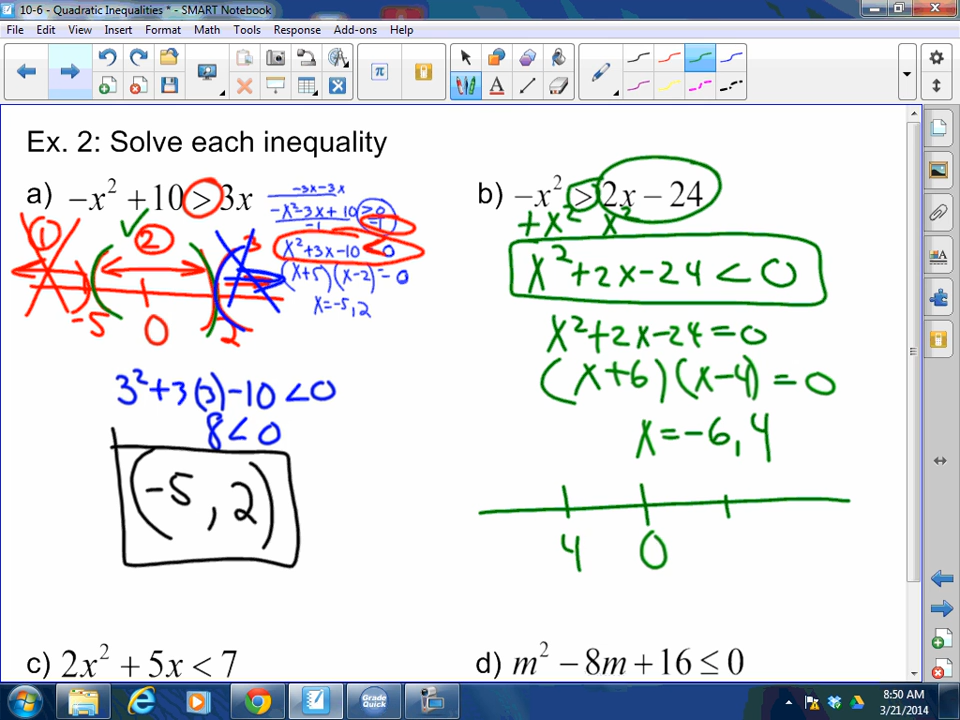 10-6 - Quadratic Inequalities * - SMART Notebook
File Edit View Insert Format Math Tools Response Add-ons Help
π
A
Ex. 2: Solve each inequality
a) −x² + 10 > 3x
−3x −3x
−x² − 3x + 10 > 0
−1 −1
x² + 3x − 10 < 0
(x+5)(x−2) = 0
x = −5, 2
1 2 3
−5 0 2
3² + 3(3) − 10 < 0
8 < 0
(−5, 2)
b) −x² > 2x − 24
+x² x²
x² + 2x − 24 < 0
x² + 2x − 24 = 0
(x+6)(x−4) = 0
x = −6, 4
4 0
c) 2x² + 5x < 7
d) m² − 8m + 16 ≤ 0
Grade
Quick
8:50 AM
3/21/2014